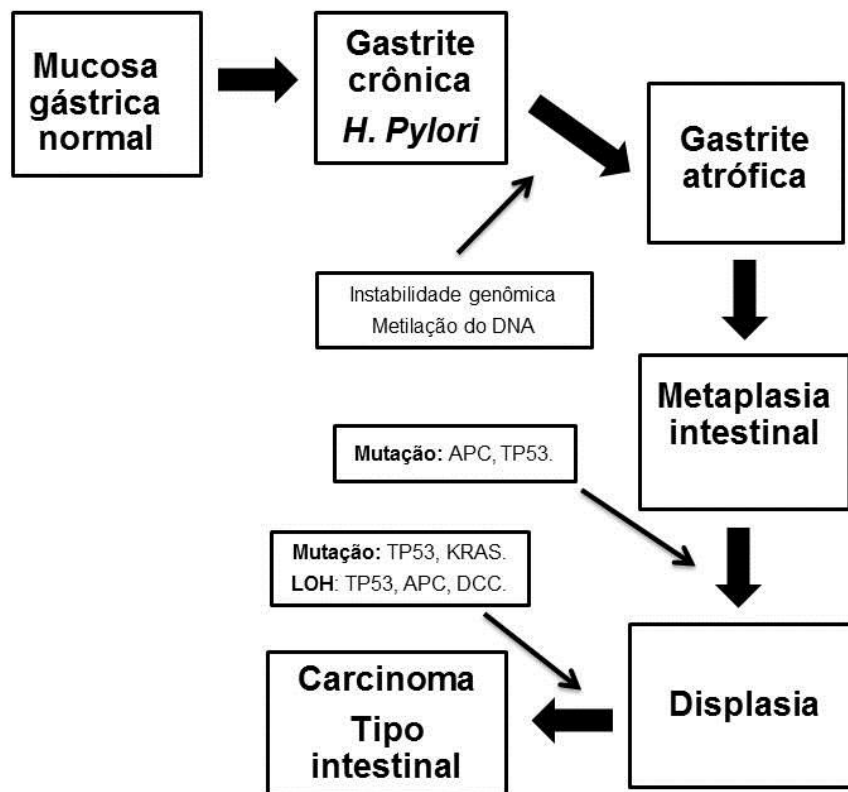 Mucosa
gástrica
normal
Gastrite
crônica
H. Pylori
Gastrite
atrófica
Instabilidade genômica
Metilação do DNA
Metaplasia
intestinal
Mutação: APC, TP53.
Mutação: TP53, KRAS.
LOH: TP53, APC, DCC.
Displasia
Carcinoma
Tipo
intestinal